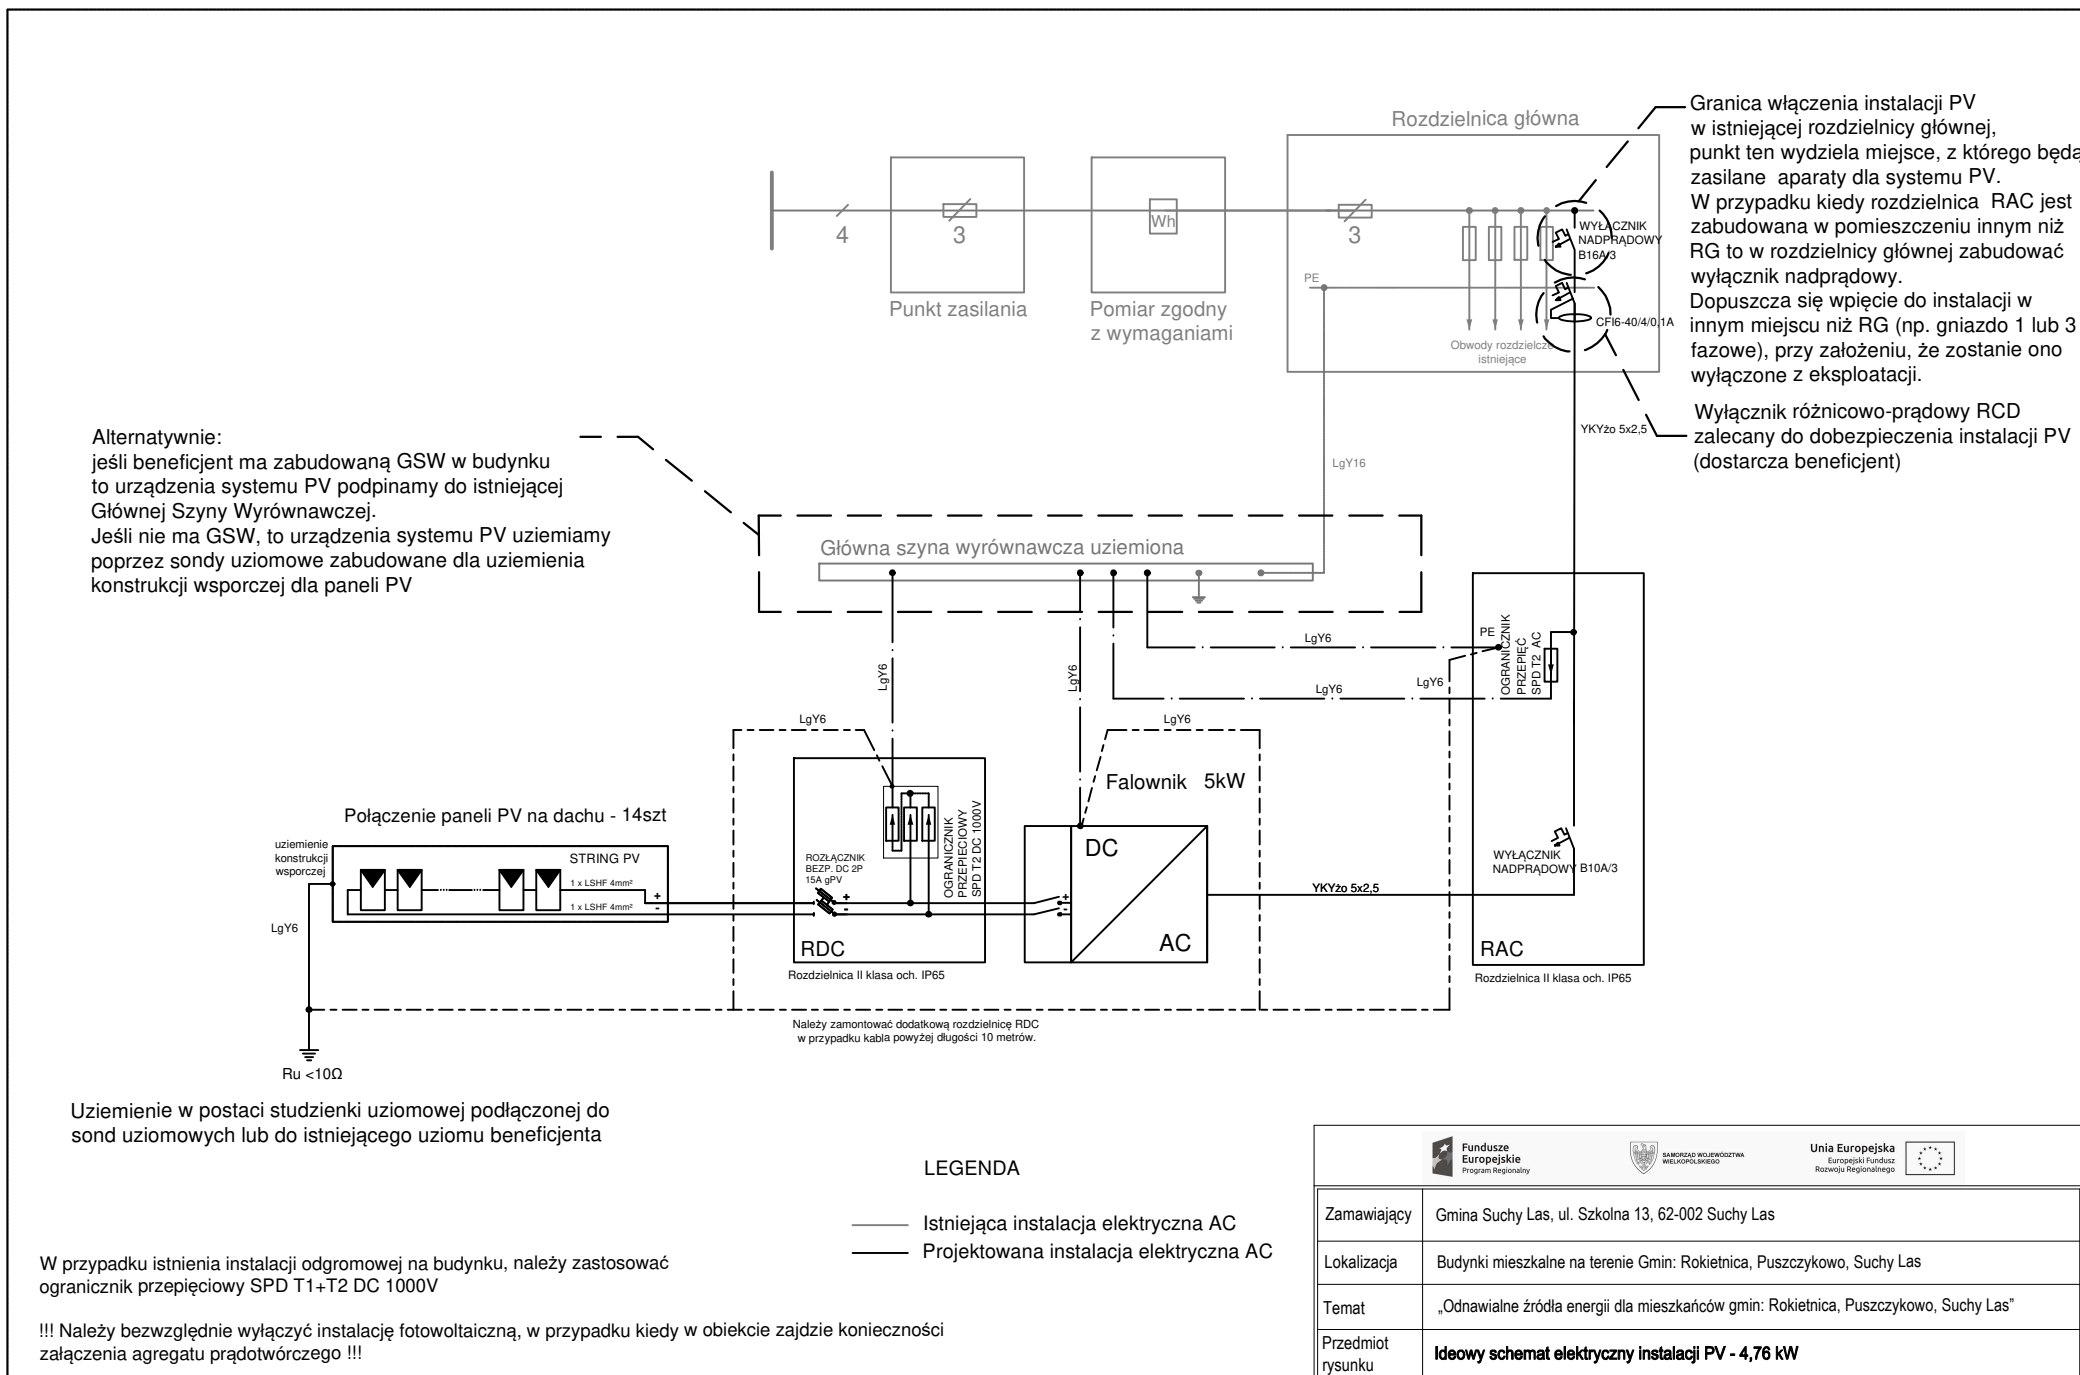 Rozdzielnica główna
Granica włączenia instalacji PV
w istniejącej rozdzielnicy głównej,
punkt ten wydziela miejsce, z którego będą
zasilane aparaty dla systemu PV.
W przypadku kiedy rozdzielnica RAC jest
zabudowana w pomieszczeniu innym niż
RG to w rozdzielnicy głównej zabudować
wyłącznik nadprądowy.
Dopuszcza się wpięcie do instalacji w
innym miejscu niż RG (np. gniazdo 1 lub 3
fazowe), przy założeniu, że zostanie ono
wyłączone z eksploatacji.
Wyłącznik różnicowo-prądowy RCD
zalecany do dobezpieczenia instalacji PV
(dostarcza beneficjent)
4
3
Wh
3
WYŁĄCZNIK
NADPRĄDOWY
B16A/3
PE
CFI6-40/4/0,1A
Obwody rozdzielcze
istniejące
Punkt zasilania
Pomiar zgodny
z wymaganiami
YKYżo 5x2,5
LgY16
Alternatywnie:
jeśli beneficjent ma zabudowaną GSW w budynku
to urządzenia systemu PV podpinamy do istniejącej
Głównej Szyny Wyrównawczej.
Jeśli nie ma GSW, to urządzenia systemu PV uziemiamy
poprzez sondy uziomowe zabudowane dla uziemienia
konstrukcji wsporczej dla paneli PV
Główna szyna wyrównawcza uziemiona
LgY6
LgY6
LgY6
LgY6
LgY6
LgY6
LgY6
PE
OGRANICZNIK
PRZEPIĘĆ
SPD T2 AC
Falownik 5kW
Połączenie paneli PV na dachu - 14szt
uziemienie
konstrukcji
wsporczej
STRING PV
1 x LSHF 4mm²
1 x LSHF 4mm²
+
-
LgY6
ROZŁĄCZNIK
BEZP. DC 2P
15A gPV
+
-
OGRANICZNIK
PRZEPIECIOWY
SPD T2 DC 1000V
RDC
Rozdzielnica II klasa och. IP65
+
-
DC
AC
YKYżo 5x2,5
WYŁĄCZNIK
NADPRĄDOWY B10A/3
RAC
Rozdzielnica II klasa och. IP65
Należy zamontować dodatkową rozdzielnicę RDC
w przypadku kabla powyżej długości 10 metrów.
Ru <10Ω
Uziemienie w postaci studzienki uziomowej podłączonej do
sond uziomowych lub do istniejącego uziomu beneficjenta
LEGENDA
Istniejąca instalacja elektryczna AC
Projektowana instalacja elektryczna AC
W przypadku istnienia instalacji odgromowej na budynku, należy zastosować
ogranicznik przepięciowy SPD T1+T2 DC 1000V
!!! Należy bezwzględnie wyłączyć instalację fotowoltaiczną, w przypadku kiedy w obiekcie zajdzie konieczności
załączenia agregatu prądotwórczego !!!
Fundusze
Europejskie
Program Regionalny
SAMORZĄD WOJEWÓDZTWA
WIELKOPOLSKIEGO
Unia Europejska
Europejski Fundusz
Rozwoju Regionalnego
Zamawiający
Gmina Suchy Las, ul. Szkolna 13, 62-002 Suchy Las
Lokalizacja
Budynki mieszkalne na terenie Gmin: Rokietnica, Puszczykowo, Suchy Las
Temat
„Odnawialne źródła energii dla mieszkańców gmin: Rokietnica, Puszczykowo, Suchy Las”
Przedmiot
rysunku
Ideowy schemat elektryczny instalacji PV - 4,76 kW